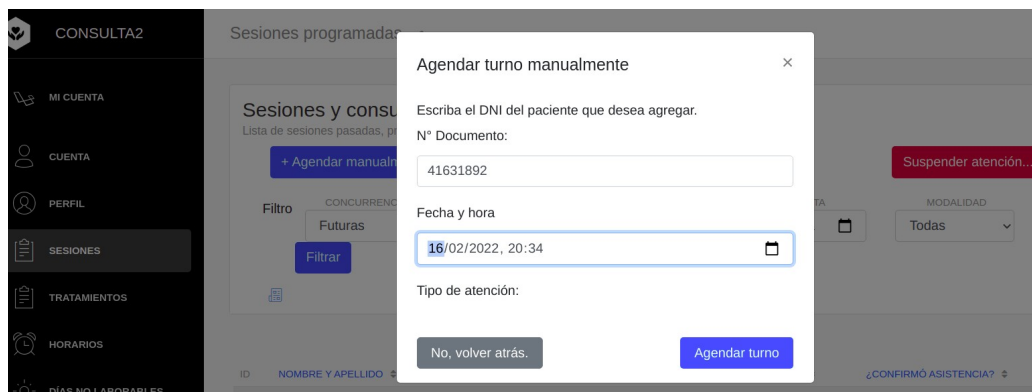 CONSULTA2
Sesiones programadas
MI CUENTA
CUENTA
PERFIL
SESIONES
TRATAMIENTOS
HORARIOS
DÍAS NO LABORABLES
Sesiones y consu
Lista de sesiones pasadas, pr
+ Agendar manualm
Suspender atención...
Filtro
CONCURRENC
Futuras
TA
MODALIDAD
Todas
Filtrar
Agendar turno manualmente
×
Escriba el DNI del paciente que desea agregar.
N° Documento:
41631892
Fecha y hora
16/02/2022, 20:34
Tipo de atención:
No, volver atrás.
Agendar turno
ID NOMBRE Y APELLIDO
¿CONFIRMÓ ASISTENCIA?